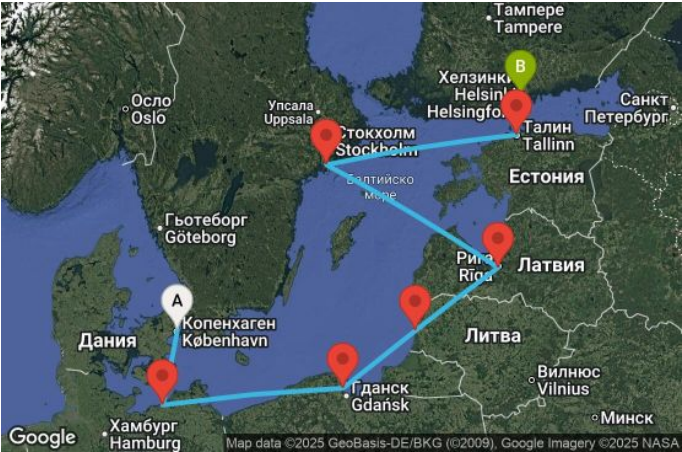 Тампере
Tampere
B
Хелзинки
Helsinki
Helsingfo
Санкт
Петербург
Осло
Oslo
Упсала
Uppsala
Стокхолм
Stockholm
Талин
Tallinn
Балтийско
море
Естония
Гьотеборг
Göteborg
Рига
Rīga
Латвия
A
Копенхаген
København
Дания
Литва
Вилнюс
Vilnius
Гданск
Gdańsk
Минск
Хамбург
Hamburg
Google
Map data ©2025 GeoBasis-DE/BKG (©2009), Google Imagery ©2025 NASA